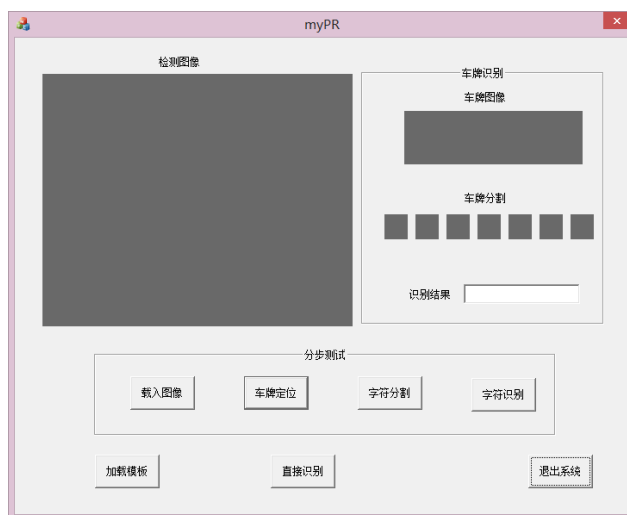 myPR
检测图像
车牌识别
车牌图像
车牌分割
识别结果
分步测试
载入图像 车牌定位 字符分割 字符识别
加载模板 直接识别 退出系统